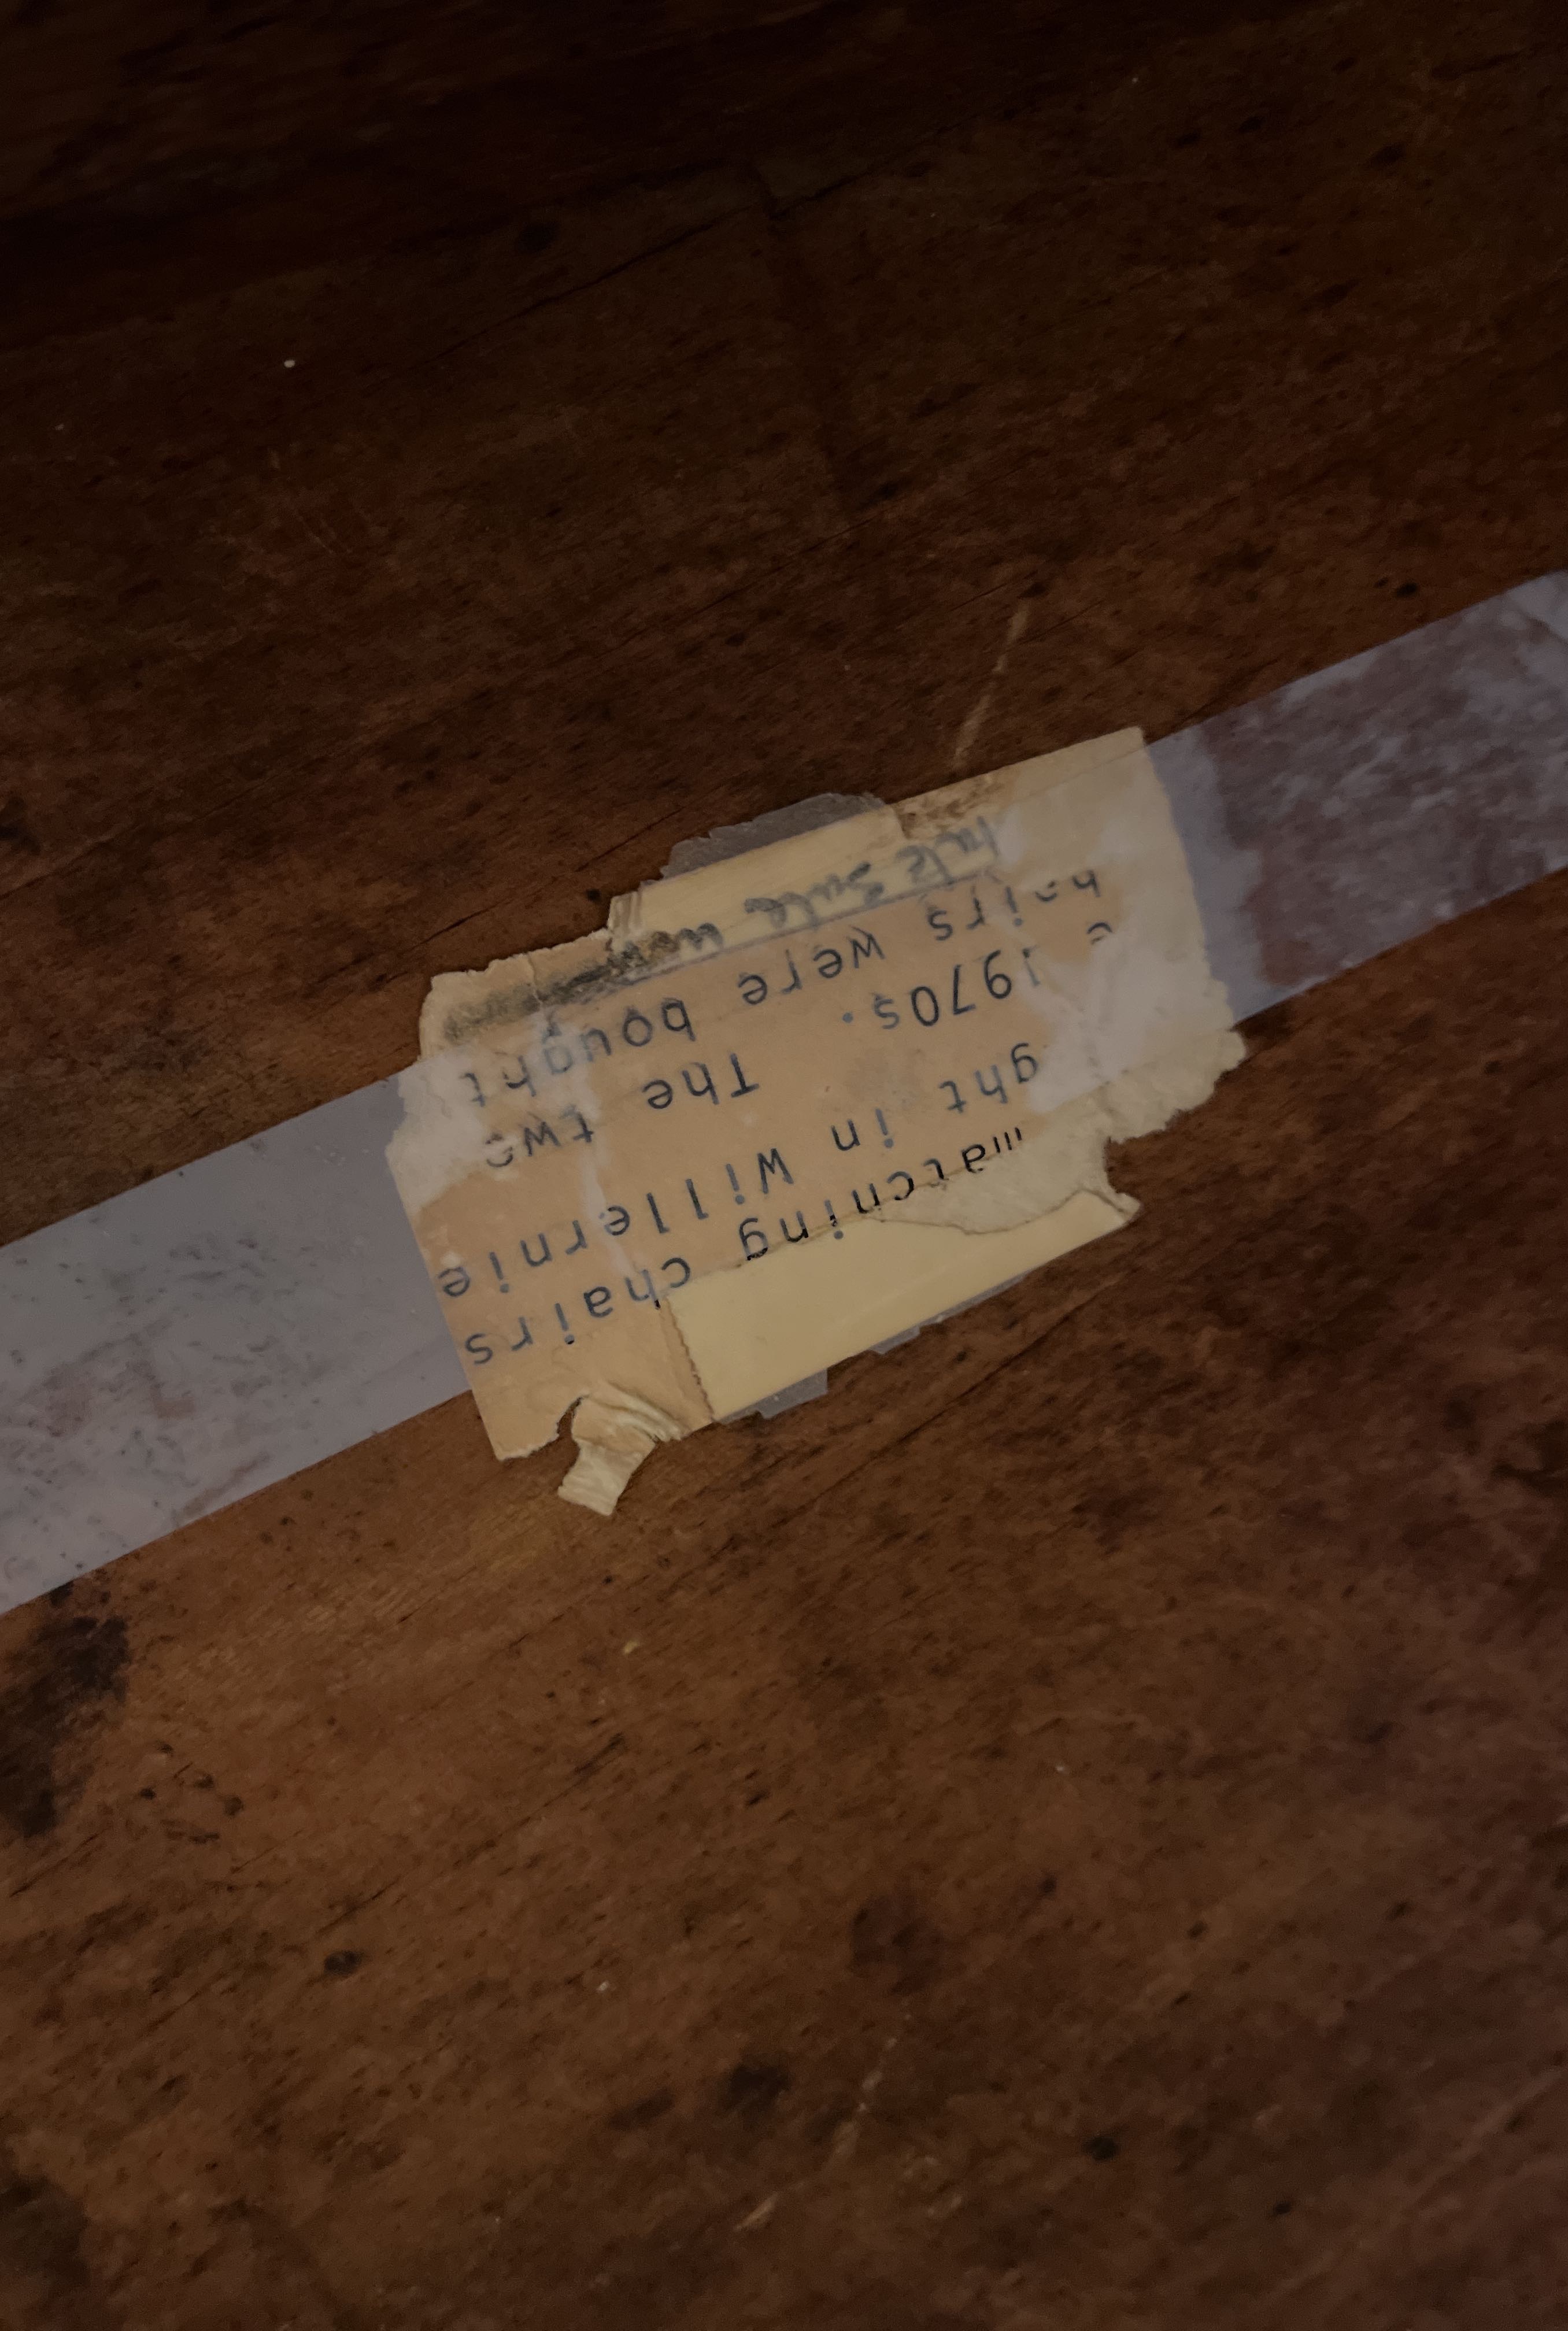 matching chairs
ght in Willernie
1970s. The two
hairs were bought